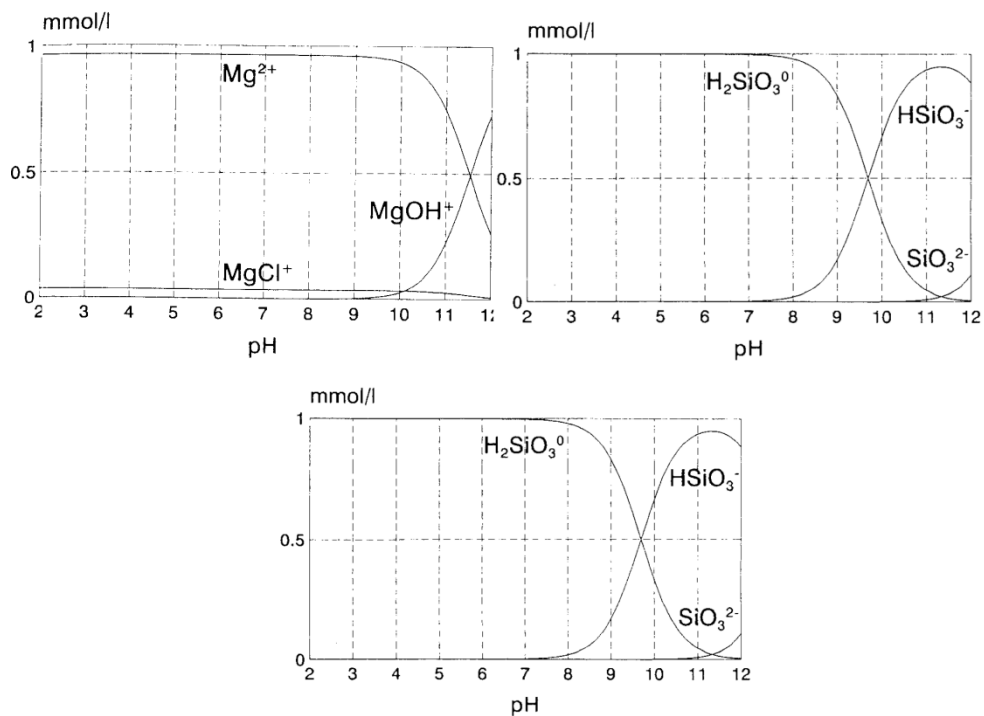 mmol/l
1
Mg²⁺
0.5
MgOH⁺
MgCl⁺
0
2 3 4 5 6 7 8 9 10 11 12
pH
mmol/l
1
H₂SiO₃⁰
HSiO₃⁻
0.5
SiO₃²⁻
0
2 3 4 5 6 7 8 9 10 11 12
pH
mmol/l
1
H₂SiO₃⁰
HSiO₃⁻
0.5
SiO₃²⁻
0
2 3 4 5 6 7 8 9 10 11 12
pH